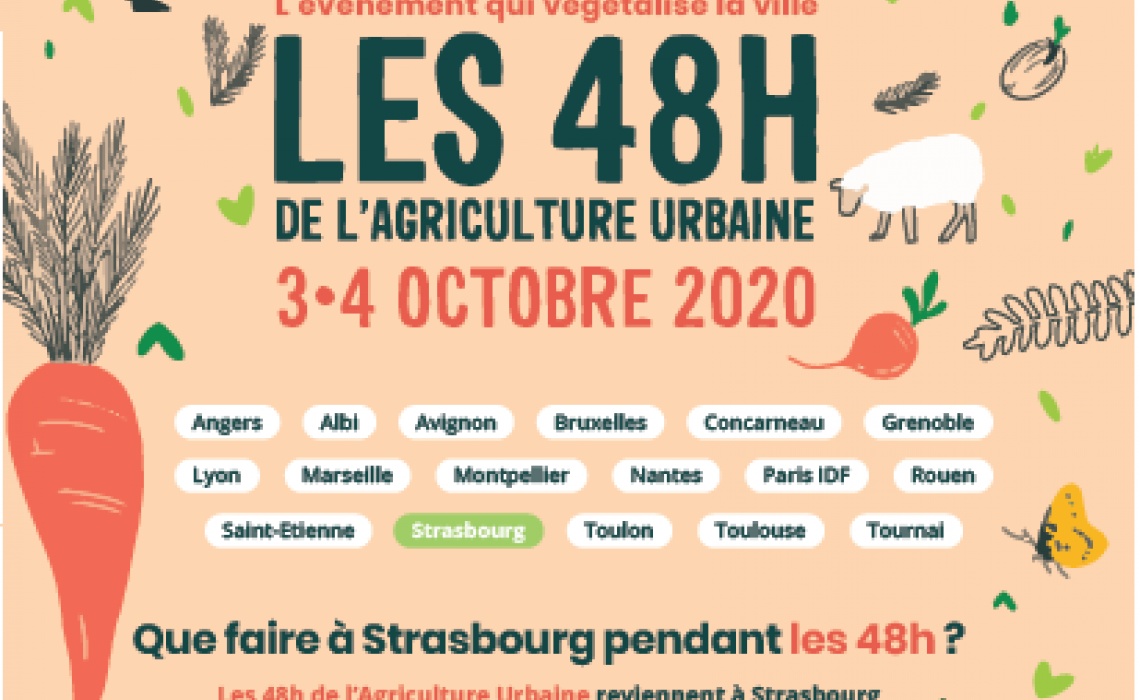 L'événement qui végétalise la ville
LES 48H
DE L'AGRICULTURE URBAINE
3•4 OCTOBRE 2020
Angers Albi Avignon Bruxelles Concarneau Grenoble
Lyon Marseille Montpellier Nantes Paris IDF Rouen
Saint-Etienne Strasbourg Toulon Toulouse Tournai
Que faire à Strasbourg pendant les 48h ?
Les 48h de l'Agriculture Urbaine reviennent à Strasbourg